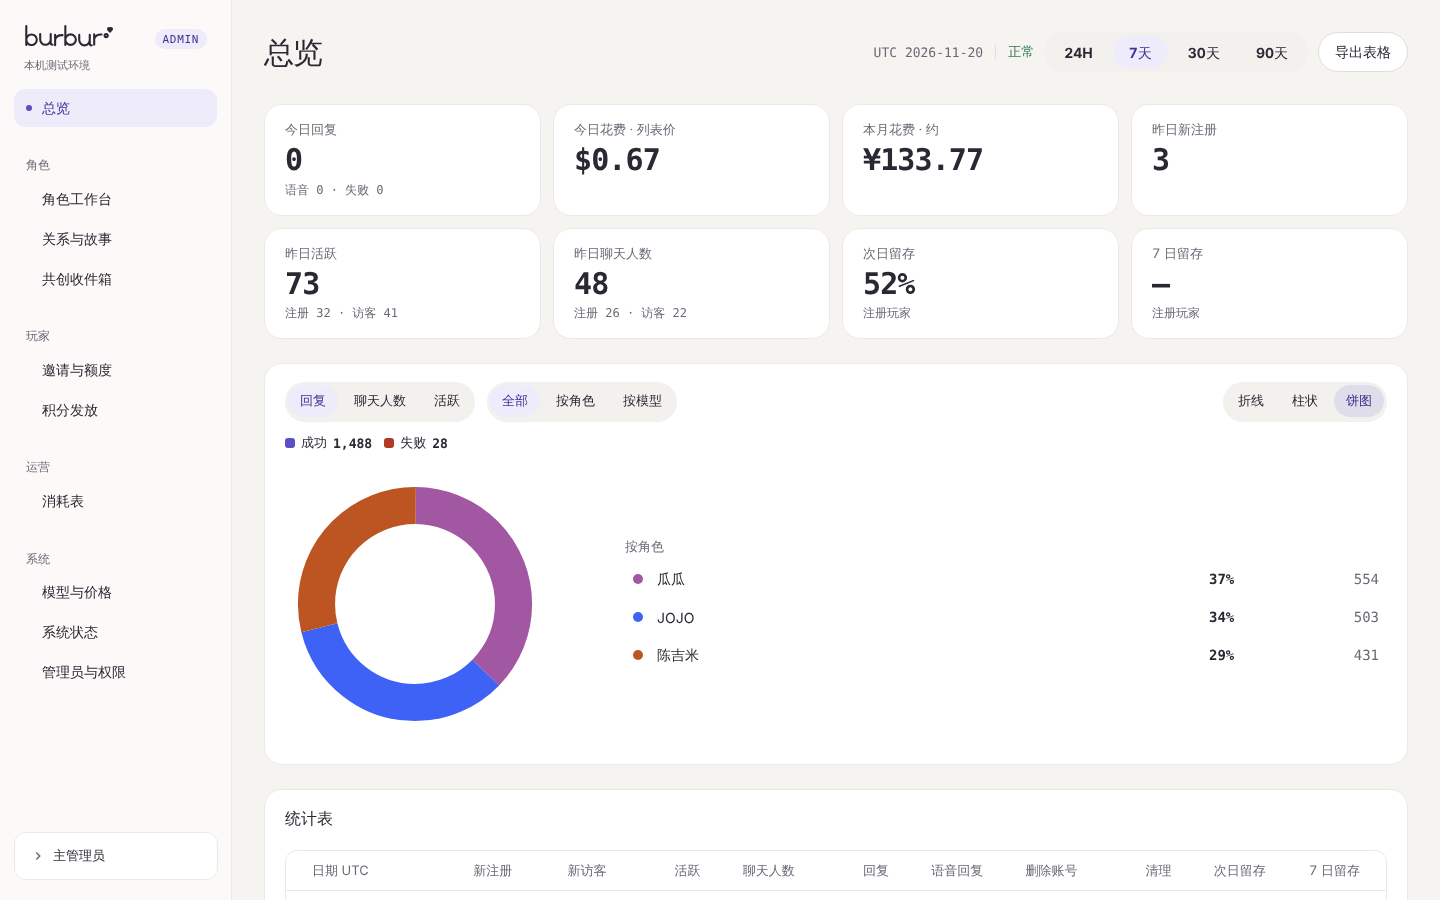 burbur
ADMIN
本机测试环境
总览
角色
角色工作台
关系与故事
共创收件箱
玩家
邀请与额度
积分发放
运营
消耗表
系统
模型与价格
系统状态
管理员与权限
主管理员
总览
UTC 2026-11-20 正常 24H 7天 30天 90天 导出表格
今日回复
0
语音 0 · 失败 0
今日花费 · 列表价
$0.67
本月花费 · 约
¥133.77
昨日新注册
3
昨日活跃
73
注册 32 · 访客 41
昨日聊天人数
48
注册 26 · 访客 22
次日留存
52%
注册玩家
7 日留存
—
注册玩家
回复 聊天人数 活跃 全部 按角色 按模型 折线 柱状 饼图
成功 1,488 失败 28
按角色
瓜瓜 37% 554
JOJO 34% 503
陈吉米 29% 431
统计表
日期 UTC 新注册 新访客 活跃 聊天人数 回复 语音回复 删除账号 清理 次日留存 7 日留存